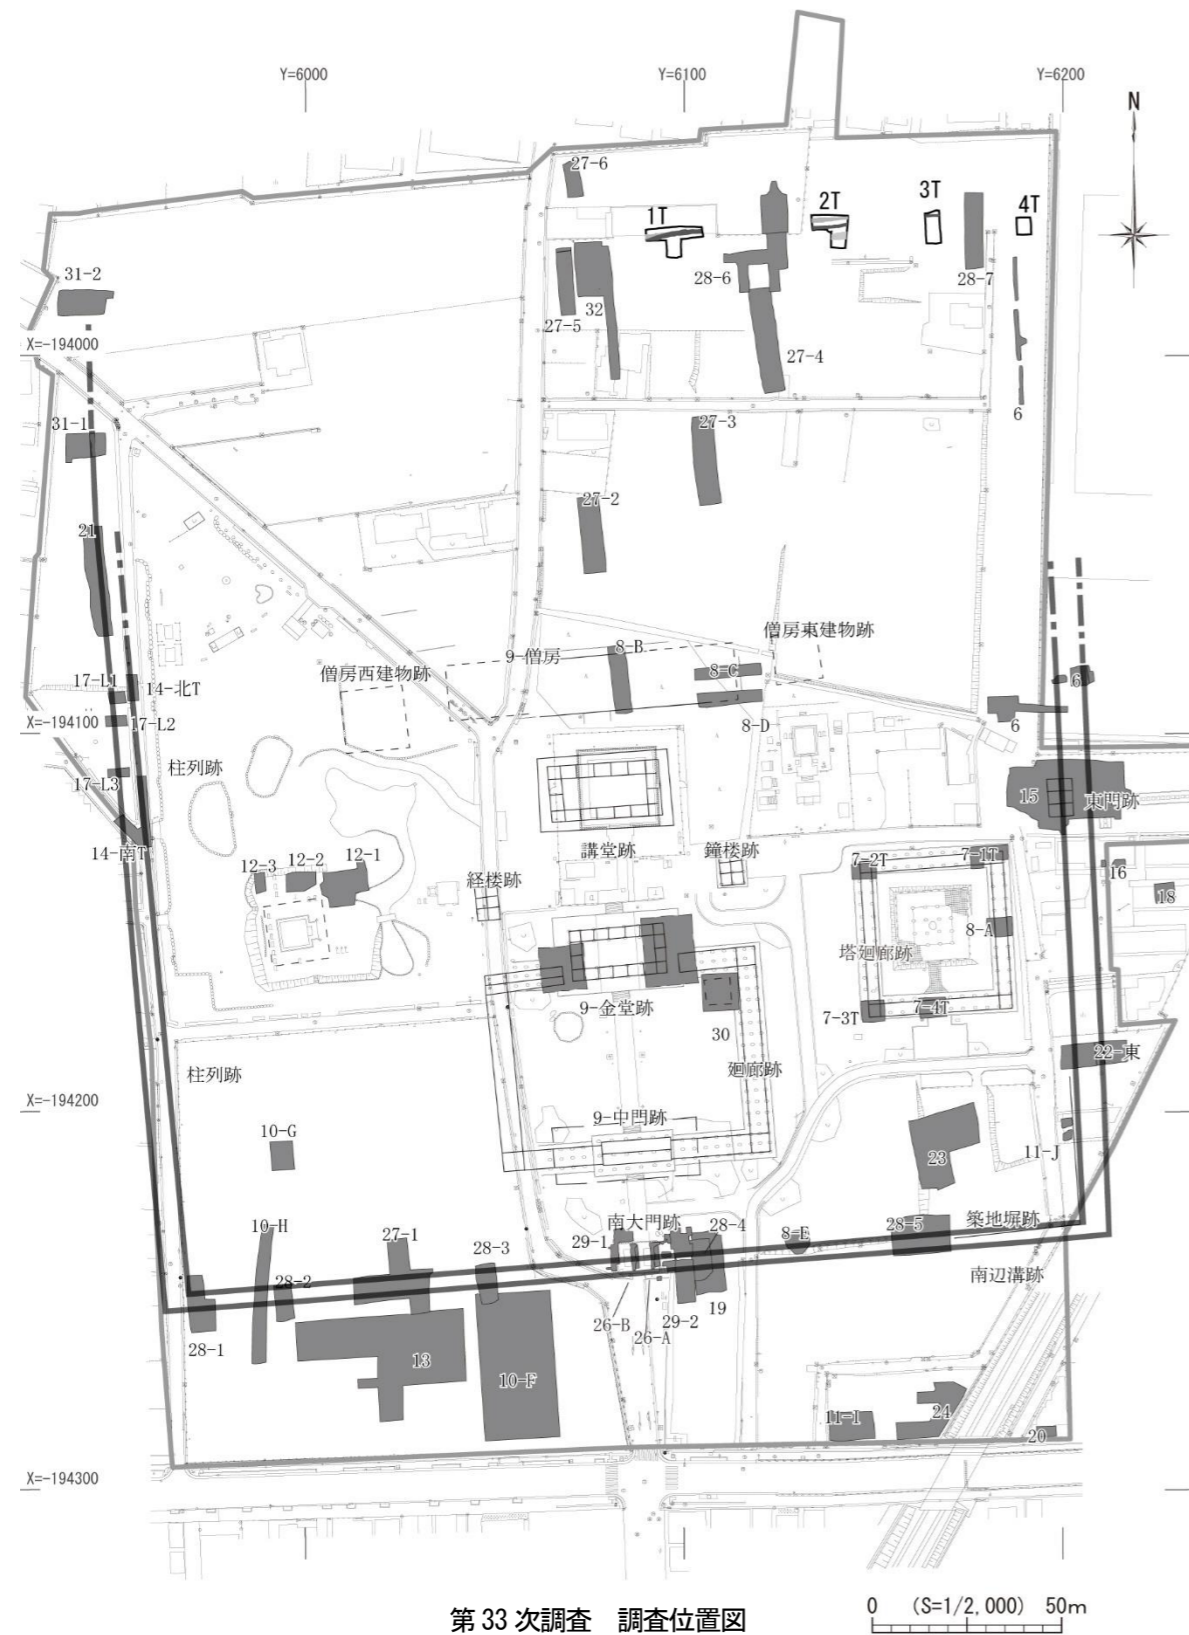 Y=6000
Y=6100
Y=6200
N
27-6
1T
2T
3T
4T
31-2
28-6
28-7
32
27-5
X=-194000
27-4
6
31-1
27-3
27-2
21
僧房東建物跡
8-B
9-僧房
僧房西建物跡
8-C
17-L1
14-北T
6
X=-194100
17-L2
6
8-D
柱列跡
17-L3
15
東門跡
14-南T
講堂跡
鐘楼跡
7-2T
7-1T
12-3
12-2
12-1
16
経楼跡
18
8-A
塔廻廊跡
9-金堂跡
30
7-3T
7-4T
22-東
廻廊跡
柱列跡
X=-194200
9-中門跡
10-G
11-J
23
南大門跡
築地塀跡
10-H
27-1
29-1
28-4
8-E
28-5
28-3
28-2
南辺溝跡
19
28-1
26-B
26-A
29-2
13
10-F
11-I
24
20
X=-194300
第33次調査　調査位置図
0 (S=1/2,000) 50m